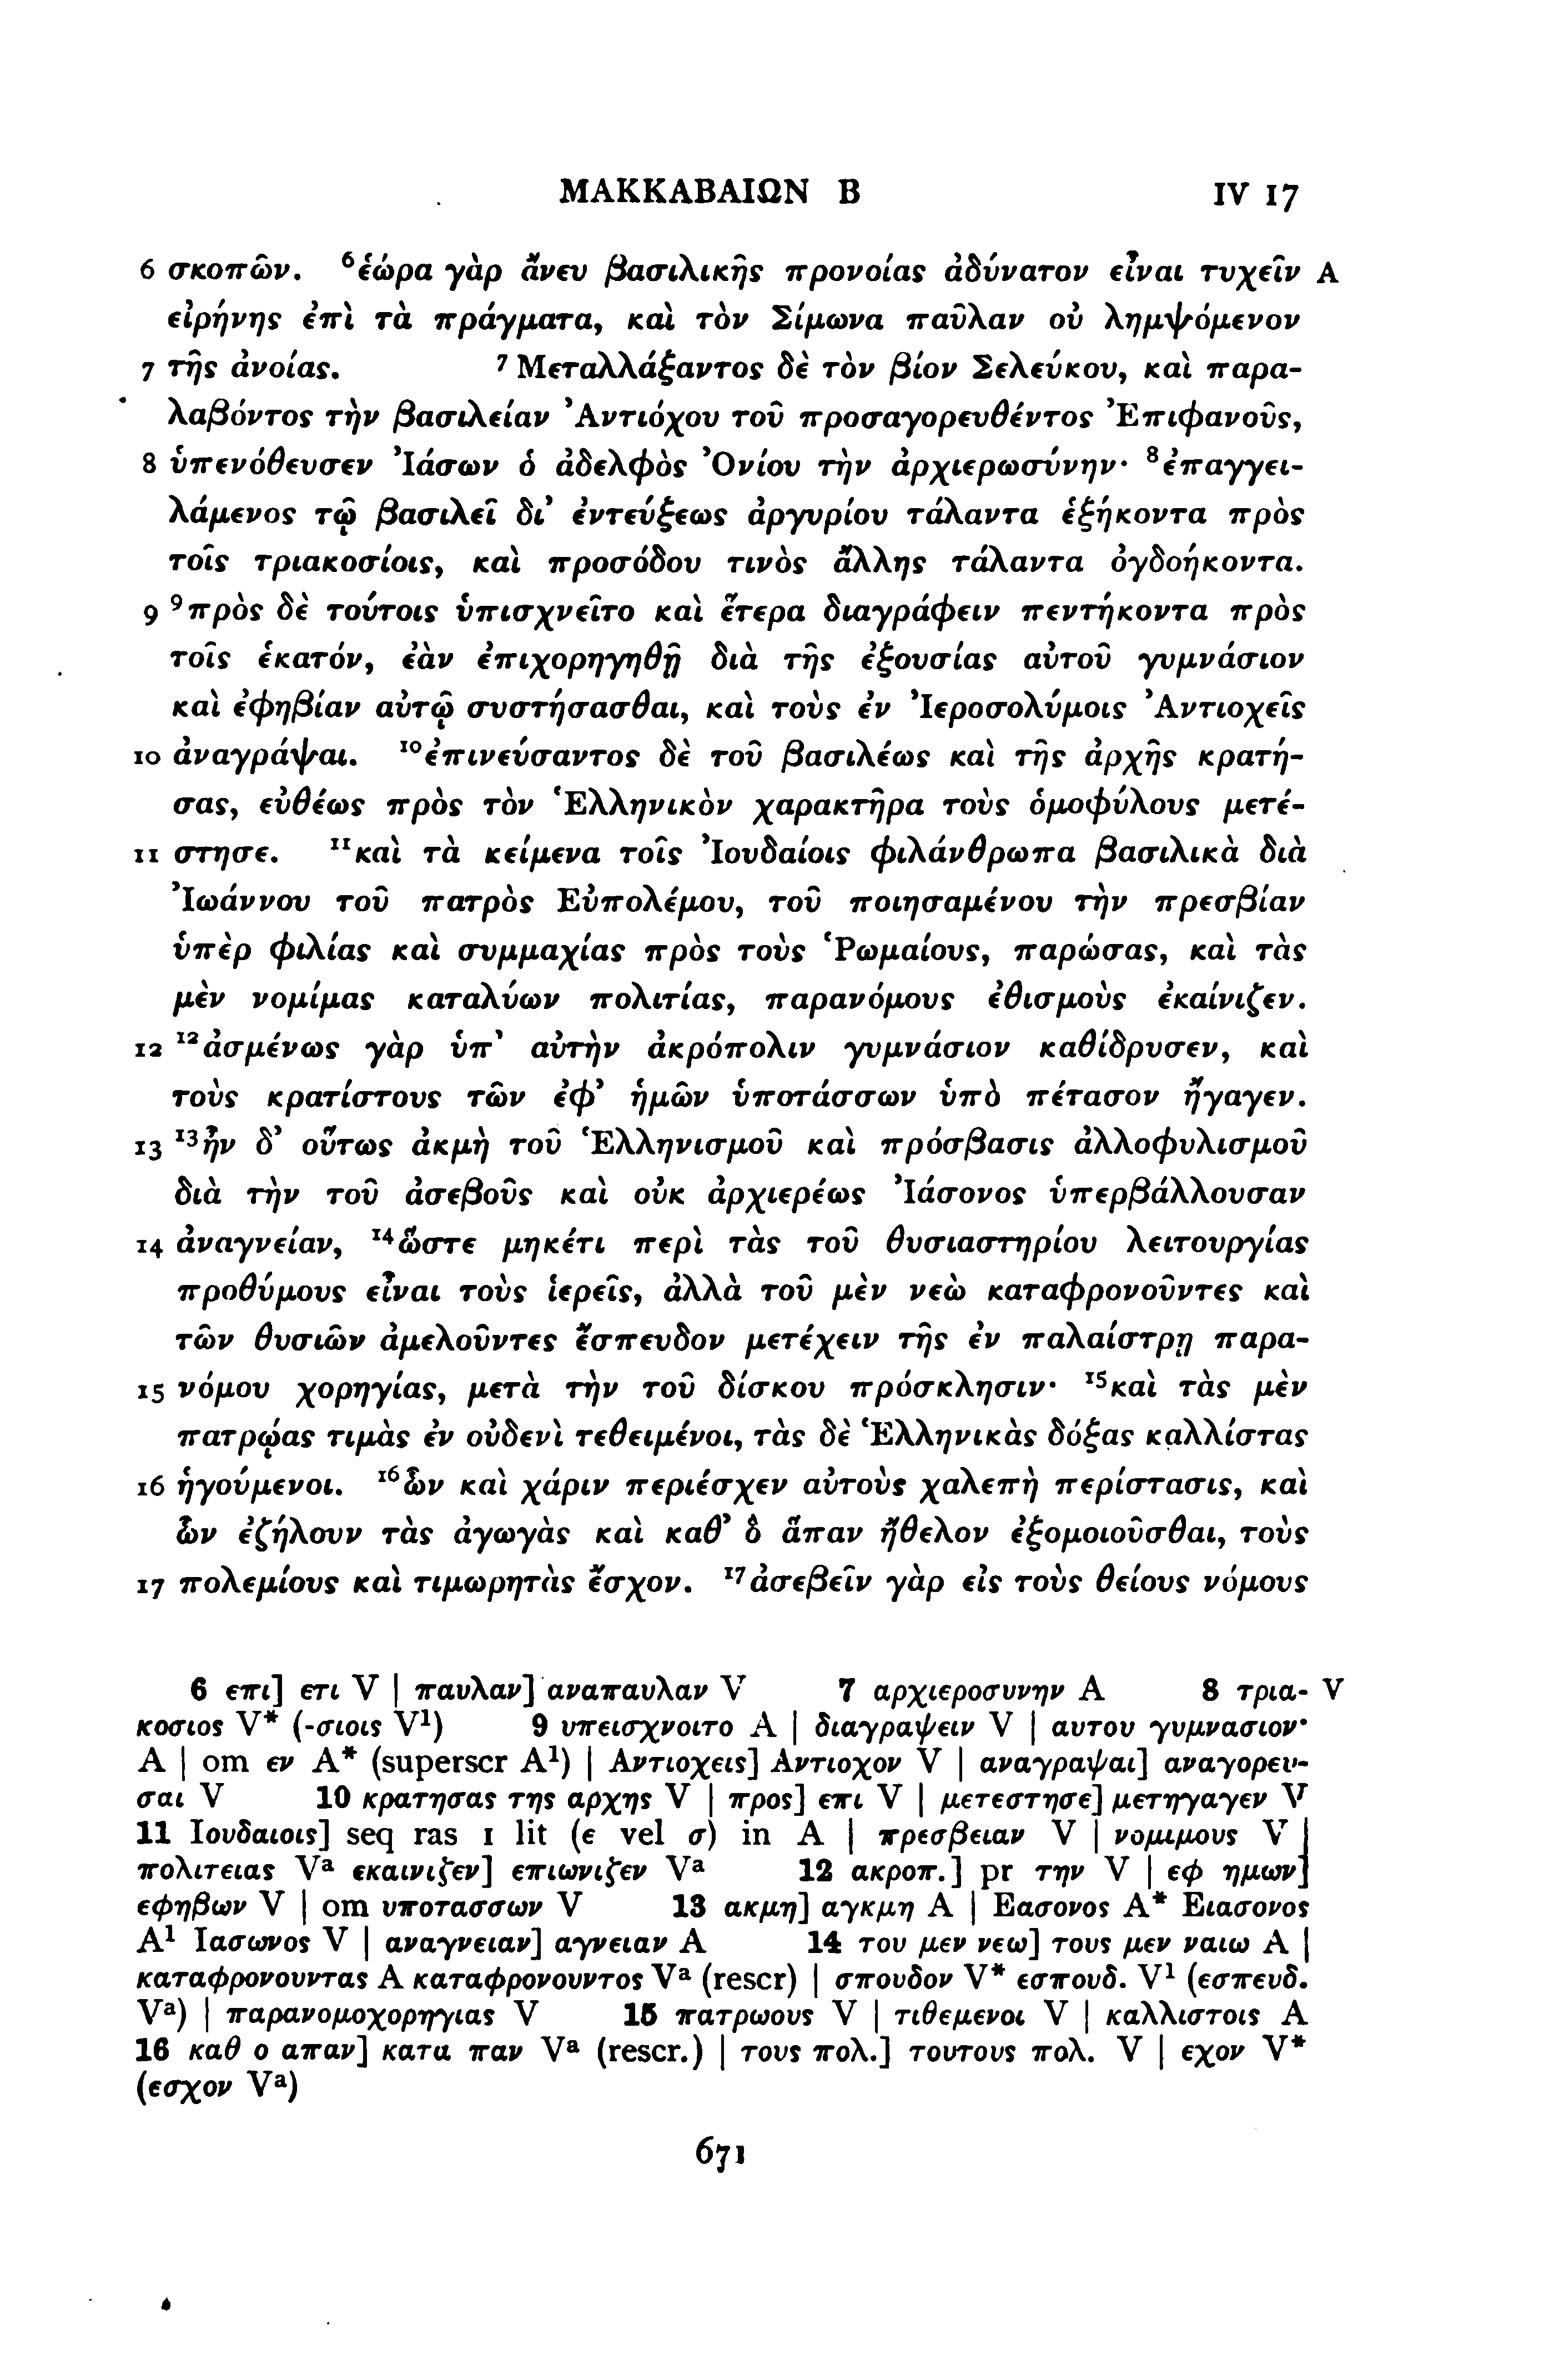 ΜΑΚΚΑΒΑΙΩΝ Β IV 17
6 σκοπῶν. ⁶ἑώρα γὰρ ἄνευ βασιλικῆς προνοίας ἀδύνατον εἶναι τυχεῖν A
εἰρήνης ἐπὶ τὰ πράγματα, καὶ τὸν Σίμωνα παῦλαν οὐ λημψόμενον
7 τῆς ἀνοίας. ⁷Μεταλλάξαντος δὲ τὸν βίον Σελεύκου, καὶ παρα-
λαβόντος τὴν βασιλείαν Ἀντιόχου τοῦ προσαγορευθέντος Ἐπιφανοῦς,
8 ὑπενόθευσεν Ἰάσων ὁ ἀδελφὸς Ὀνίου τὴν ἀρχιερωσύνην· ⁸ἐπαγγει-
λάμενος τῷ βασιλεῖ δι’ ἐντεύξεως ἀργυρίου τάλαντα ἑξήκοντα πρὸς
τοῖς τριακοσίοις, καὶ προσόδου τινὸς ἄλλης τάλαντα ὀγδοήκοντα.
9 ⁹πρὸς δὲ τούτοις ὑπισχνεῖτο καὶ ἕτερα διαγράφειν πεντήκοντα πρὸς
τοῖς ἑκατόν, ἐὰν ἐπιχορηγηθῇ διὰ τῆς ἐξουσίας αὐτοῦ γυμνάσιον
καὶ ἐφηβίαν αὐτῷ συστήσασθαι, καὶ τοὺς ἐν Ἰεροσολύμοις Ἀντιοχεῖς
10 ἀναγράψαι. ¹⁰ἐπινεύσαντος δὲ τοῦ βασιλέως καὶ τῆς ἀρχῆς κρατή-
σας, εὐθέως πρὸς τὸν Ἑλληνικὸν χαρακτῆρα τοὺς ὁμοφύλους μετέ-
11 στησε. ¹¹καὶ τὰ κείμενα τοῖς Ἰουδαίοις φιλάνθρωπα βασιλικὰ διὰ
Ἰωάννου τοῦ πατρὸς Εὐπολέμου, τοῦ ποιησαμένου τὴν πρεσβίαν
ὑπὲρ φιλίας καὶ συμμαχίας πρὸς τοὺς Ῥωμαίους, παρώσας, καὶ τὰς
μὲν νομίμας καταλύων πολιτίας, παρανόμους ἐθισμοὺς ἐκαίνιζεν.
12 ¹²ἀσμένως γὰρ ὑπ’ αὐτὴν ἀκρόπολιν γυμνάσιον καθίδρυσεν, καὶ
τοὺς κρατίστους τῶν ἐφ’ ἡμῶν ὑποτάσσων ὑπὸ πέτασον ἤγαγεν.
13 ¹³ἦν δ’ οὕτως ἀκμὴ τοῦ Ἑλληνισμοῦ καὶ πρόσβασις ἀλλοφυλισμοῦ
διὰ τὴν τοῦ ἀσεβοῦς καὶ οὐκ ἀρχιερέως Ἰάσονος ὑπερβάλλουσαν
14 ἀναγνείαν, ¹⁴ὥστε μηκέτι περὶ τὰς τοῦ θυσιαστηρίου λειτουργίας
προθύμους εἶναι τοὺς ἱερεῖς, ἀλλὰ τοῦ μὲν νεὼ καταφρονοῦντες καὶ
τῶν θυσιῶν ἀμελοῦντες ἔσπευδον μετέχειν τῆς ἐν παλαίστρῃ παρα-
15 νόμου χορηγίας, μετὰ τὴν τοῦ δίσκου πρόσκλησιν· ¹⁵καὶ τὰς μὲν
πατρῴας τιμὰς ἐν οὐδενὶ τεθειμένοι, τὰς δὲ Ἑλληνικὰς δόξας καλλίστας
16 ἡγούμενοι. ¹⁶ὧν καὶ χάριν περιέσχεν αὐτοὺς χαλεπὴ περίστασις, καὶ
ὧν ἐζήλουν τὰς ἀγωγὰς καὶ καθ’ ὃ ἅπαν ἤθελον ἐξομοιοῦσθαι, τοὺς
17 πολεμίους καὶ τιμωρητὰς ἔσχον. ¹⁷ἀσεβεῖν γὰρ εἰς τοὺς θείους νόμους
6 επι] ετι V | παυλαν] αναπαυλαν V 7 αρχιεροσυνην A 8 τρια- V
κοσιος V* (-σιοις V¹) 9 υπεισχνοιτο A | διαγραψειν V | αυτου γυμνασιον·
A | om εν A* (superscr A¹) | Αντιοχεις] Αντιοχον V | αναγραψαι] αναγορευ-
σαι V 10 κρατησας της αρχης V | προς] επι V | μετεστησε] μετηγαγεν V
11 Ιουδαιοις] seq ras 1 lit (ε vel σ) in A | πρεσβειαν V | νομιμους V |
πολιτειας Vᵃ εκαινιζεν] επιωνιζεν Vᵃ 12 ακροπ.] pr την V | εφ ημων]
εφηβων V | om υποτασσων V 13 ακμη] αγκμη A | Εασονος A* Ειασονος
A¹ Ιασωνος V | αναγνειαν] αγνειαν A 14 του μεν νεω] τους μεν ναιω A |
καταφρονουντας A καταφρονουντος Vᵃ (rescr) | σπουδον V* εσπουδ. V¹ (εσπευδ.
Vᵃ) | παρανομοχορηγιας V 15 πατρωους V | τιθεμενοι V | καλλιστοις A
16 καθ ο απαν] κατα παν Vᵃ (rescr.) | τους πολ.] τουτους πολ. V | εχον V*
(εσχον Vᵃ)
671